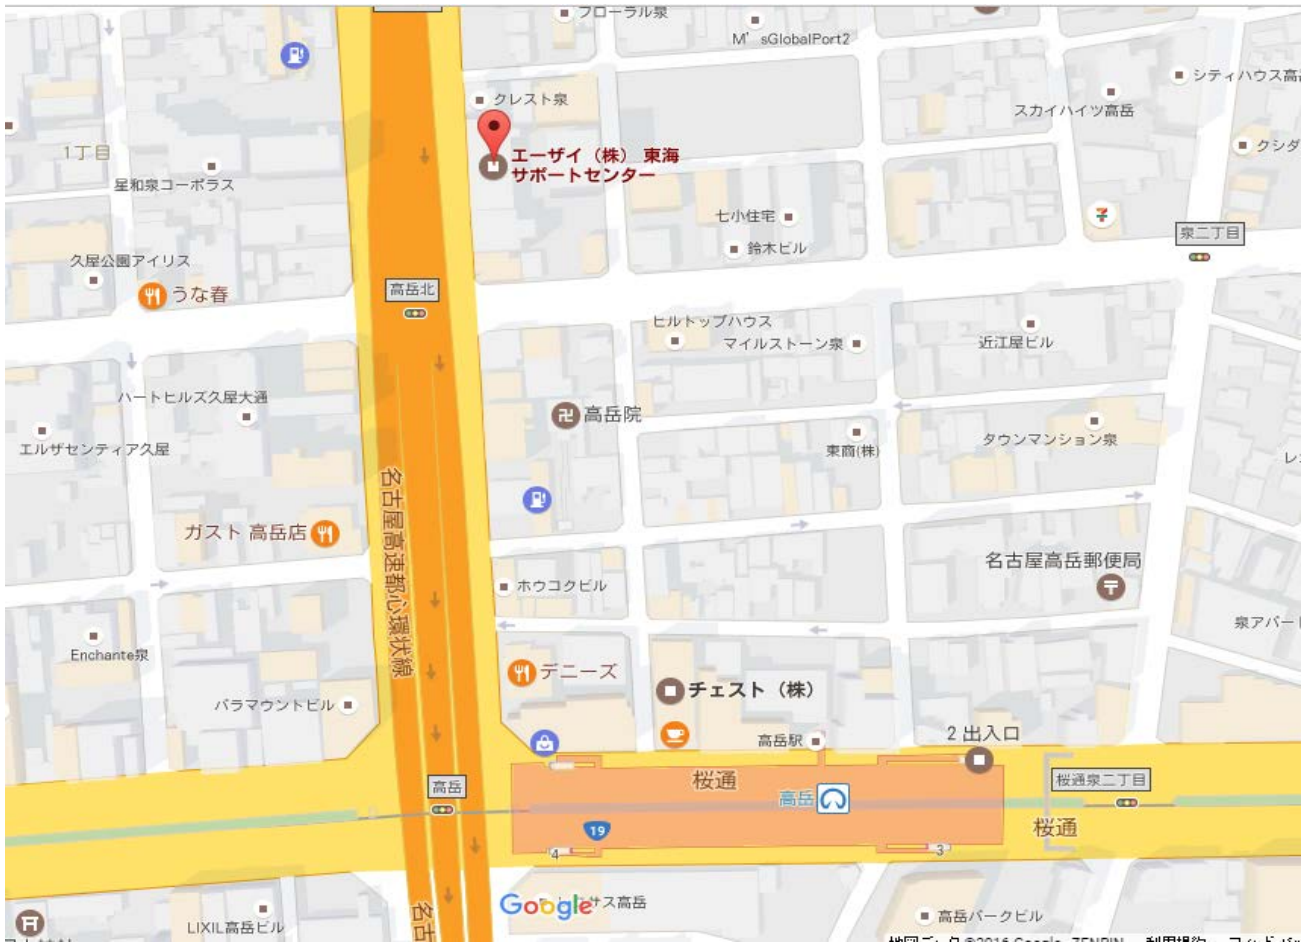 フローラル泉
M' sGlobalPort2
シティハウス高
クレスト泉
スカイハイツ高岳
1丁目
エーザイ（株） 東海
サポートセンター
クシダ
星和泉コーポラス
七小住宅
鈴木ビル
泉二丁目
久屋公園アイリス
うな春
高岳北
ヒルトップハウス
マイルストーン泉
近江屋ビル
ハートヒルズ久屋大通
高岳院
エルザセンティア久屋
東商(株)
タウンマンション泉
レ
名古屋高速都心環状線
ガスト 高岳店
名古屋高岳郵便局
ホウコクビル
泉アパート
Enchante泉
デニーズ
チェスト（株）
パラマウントビル
高岳駅
2 出入口
桜通
高岳
高岳
桜通泉二丁目
19
桜通
4
3
Google
サス高岳
名古
高岳パークビル
LIXIL高岳ビル